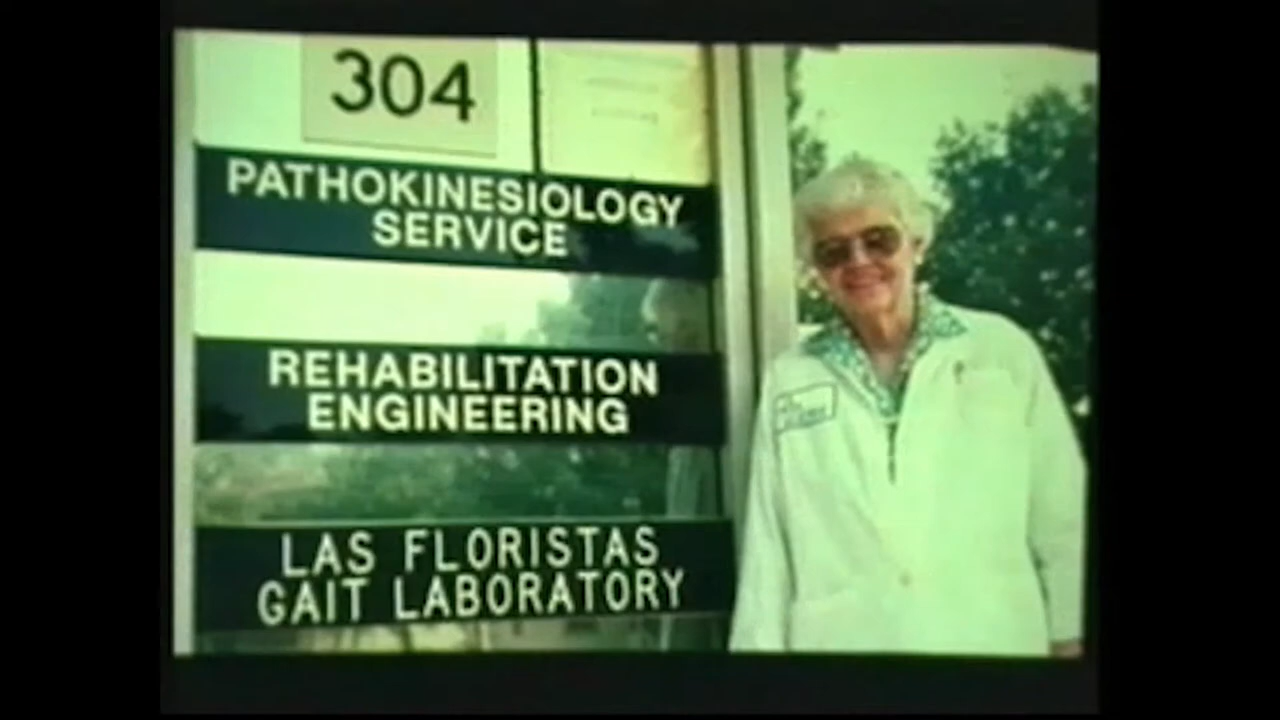 304
PATHOKINESIOLOGY
SERVICE
REHABILITATION
ENGINEERING
LAS FLORISTAS
GAIT LABORATORY